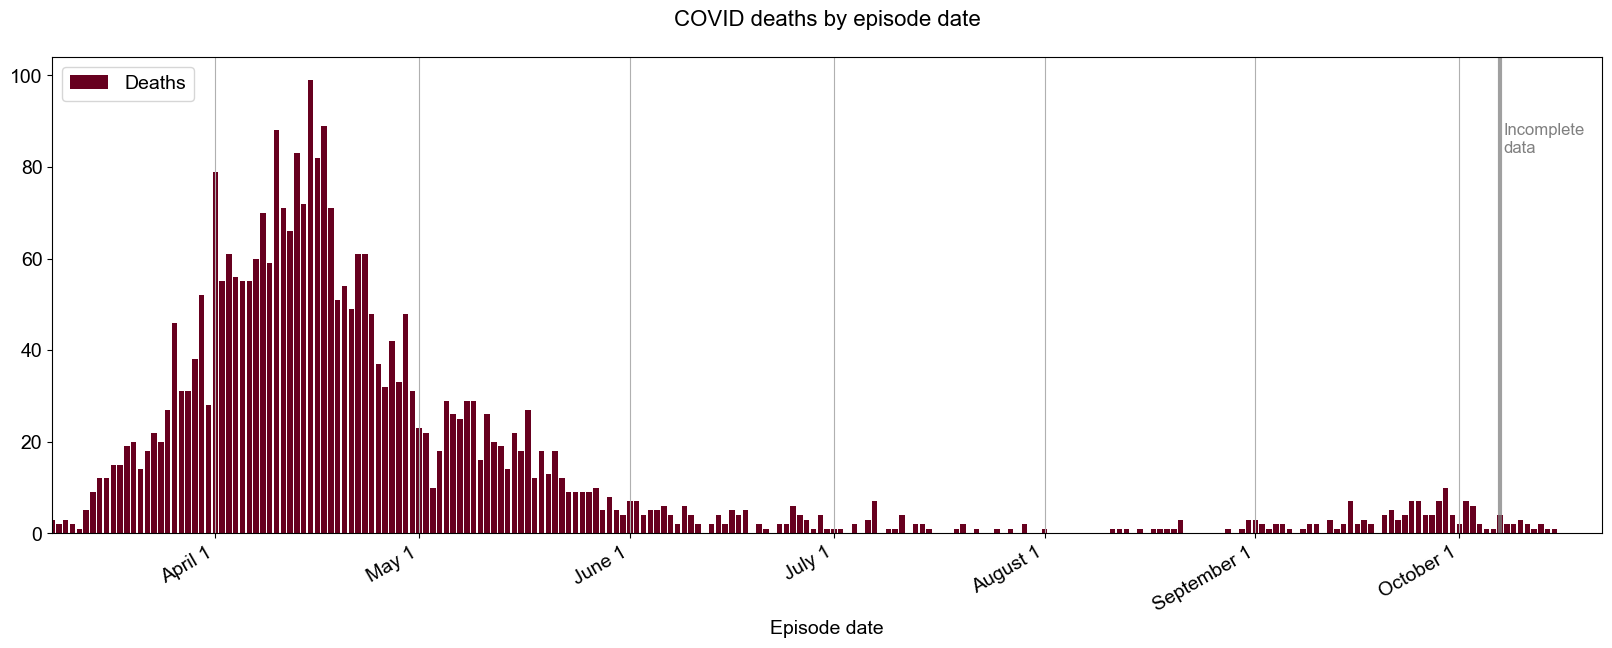 COVID deaths by episode date
100
80
60
40
20
0
Deaths
Incomplete
data
April 1
May 1
June 1
July 1
August 1
September 1
October 1
Episode date